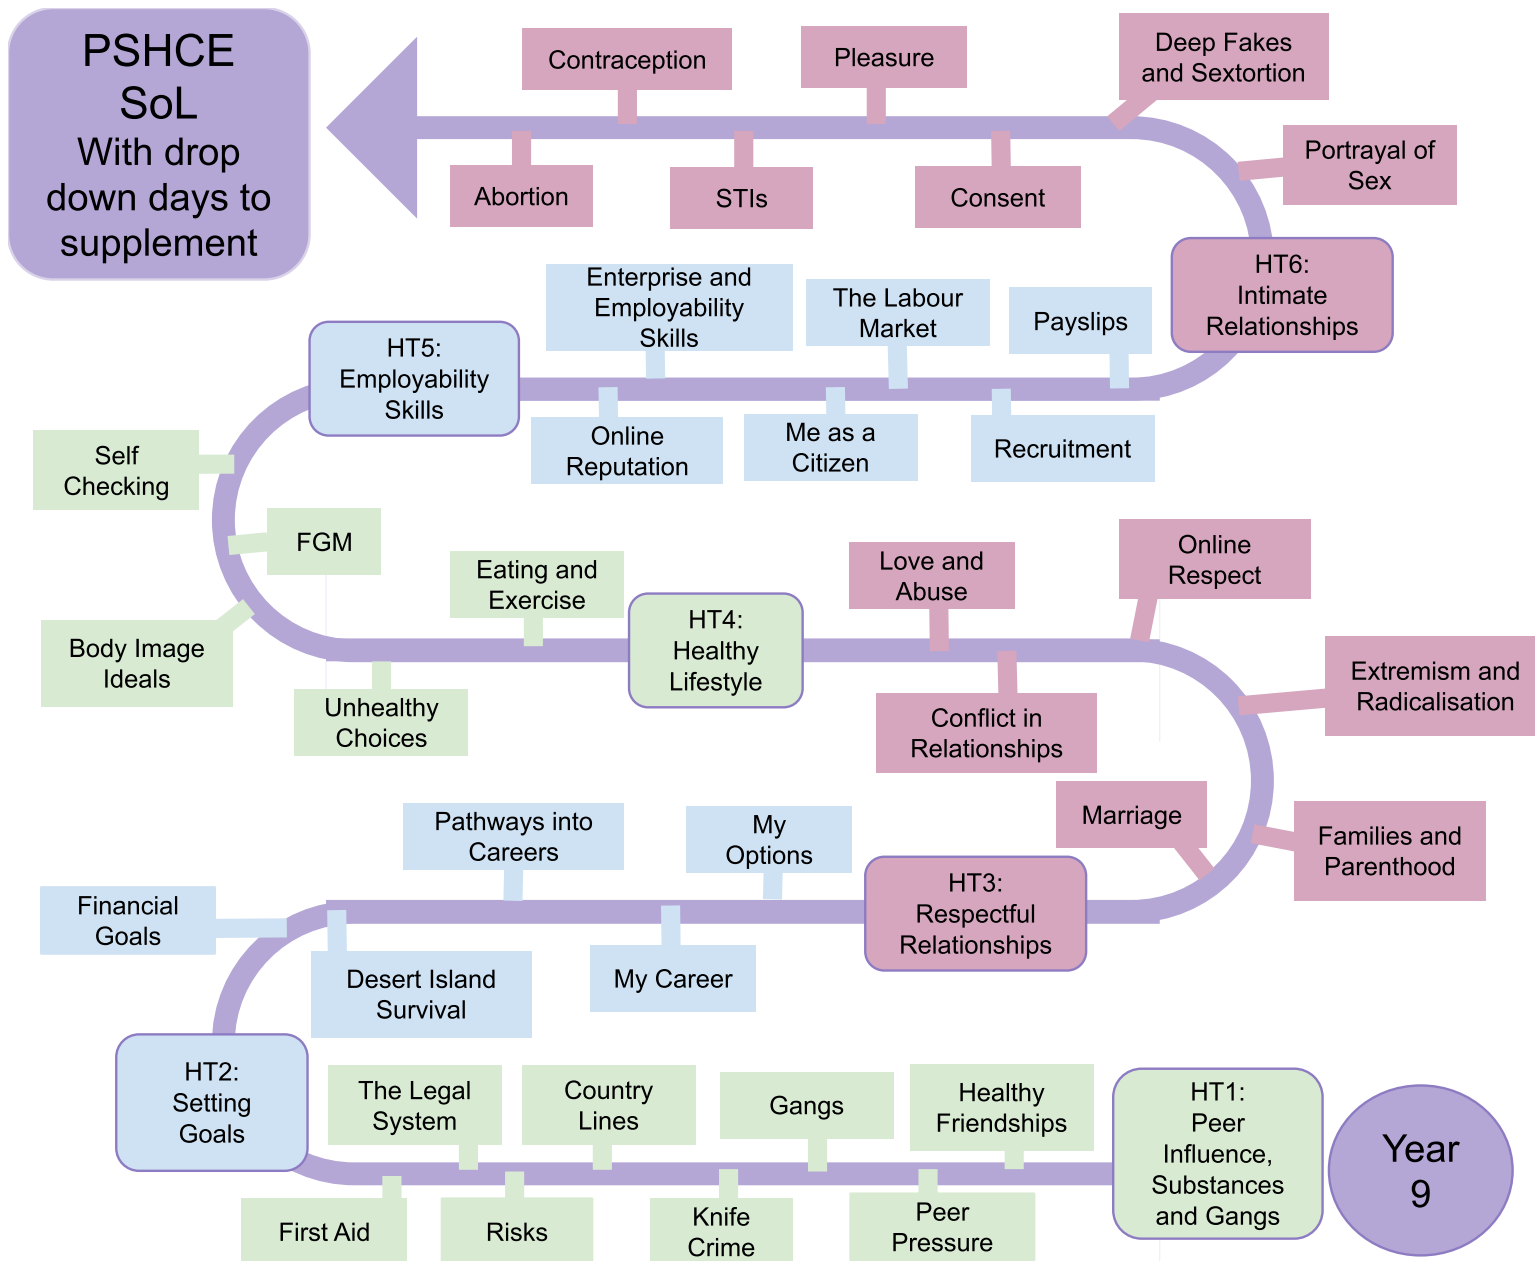 PSHCE
SoL
With drop
down days to
supplement
Contraception
Pleasure
Deep Fakes
and Sextortion
Portrayal of
Sex
Abortion
STIs
Consent
HT6:
Intimate
Relationships
Enterprise and
Employability
Skills
The Labour
Market
Payslips
HT5:
Employability
Skills
Online
Reputation
Me as a
Citizen
Recruitment
Self
Checking
FGM
Body Image
Ideals
Eating and
Exercise
Unhealthy
Choices
HT4:
Healthy
Lifestyle
Love and
Abuse
Online
Respect
Conflict in
Relationships
Extremism and
Radicalisation
Marriage
Families and
Parenthood
Pathways into
Careers
My
Options
HT3:
Respectful
Relationships
Financial
Goals
Desert Island
Survival
My Career
HT2:
Setting
Goals
The Legal
System
Country
Lines
Gangs
Healthy
Friendships
HT1:
Peer
Influence,
Substances
and Gangs
Year
9
First Aid
Risks
Knife
Crime
Peer
Pressure